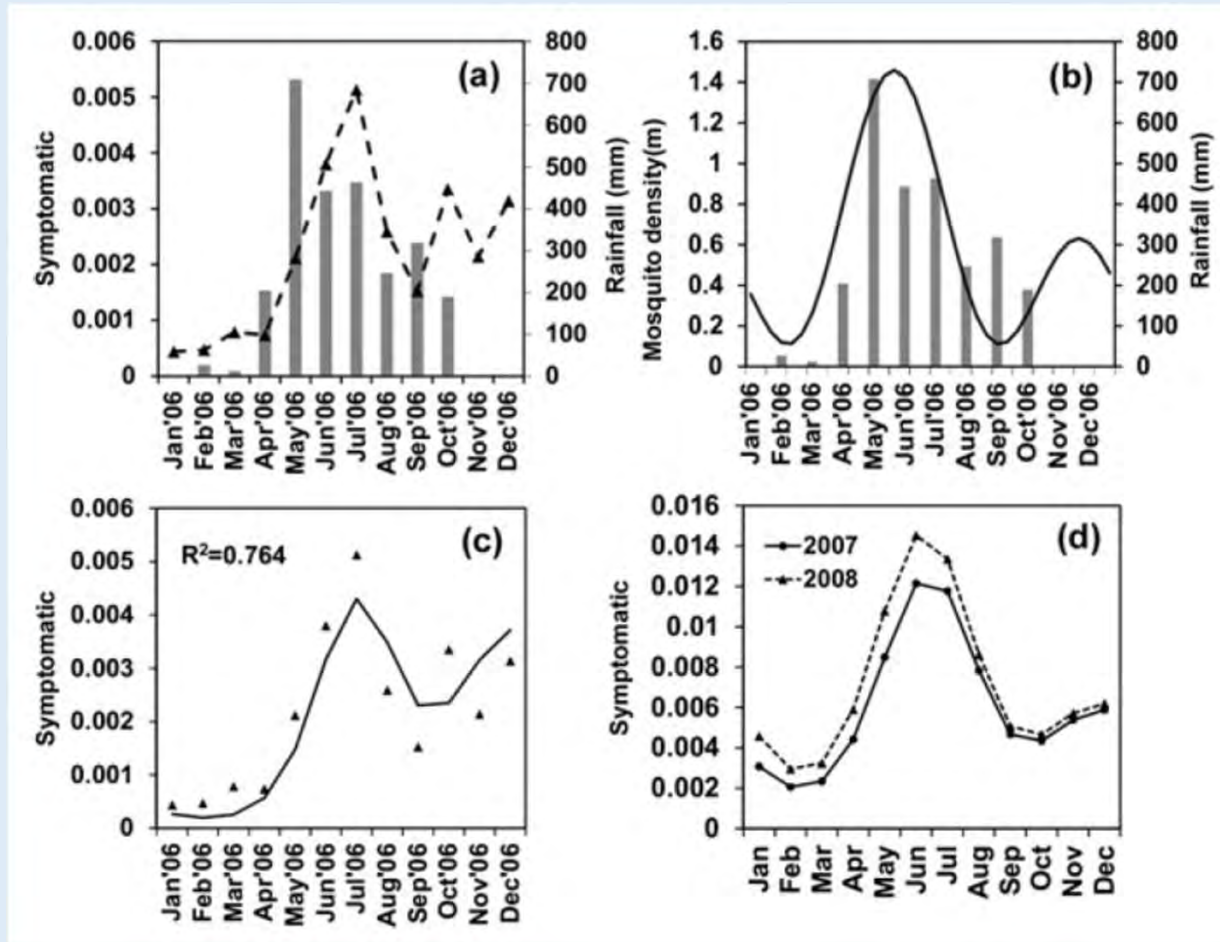 (a)
Symptomatic
0.006
0.005
0.004
0.003
0.002
0.001
0
800
700
600
500
400
300
200
100
0
Rainfall (mm)
Jan'06
Feb'06
Mar'06
Apr'06
May'06
Jun'06
Jul'06
Aug'06
Sep'06
Oct'06
Nov'06
Dec'06
(b)
Mosquito density(m)
1.6
1.4
1.2
1
0.8
0.6
0.4
0.2
0
800
700
600
500
400
300
200
100
0
Rainfall (mm)
Jan'06
Feb'06
Mar'06
Apr'06
May'06
Jun'06
Jul'06
Aug'06
Sep'06
Oct'06
Nov'06
Dec'06
(c)
R²=0.764
Symptomatic
0.006
0.005
0.004
0.003
0.002
0.001
0
Jan'06
Feb'06
Mar'06
Apr'06
May'06
Jun'06
Jul'06
Aug'06
Sep'06
Oct'06
Nov'06
Dec'06
(d)
2007
2008
Symptomatic
0.016
0.014
0.012
0.01
0.008
0.006
0.004
0.002
0
Jan
Feb
Mar
Apr
May
Jun
Jul
Aug
Sep
Oct
Nov
Dec